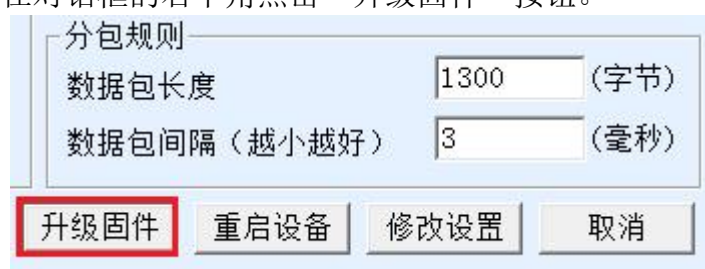 在对话框的右下角点击“升级固件”按钮。
分包规则
数据包长度 1300 (字节)
数据包间隔（越小越好） 3 (毫秒)
升级固件 重启设备 修改设置 取消